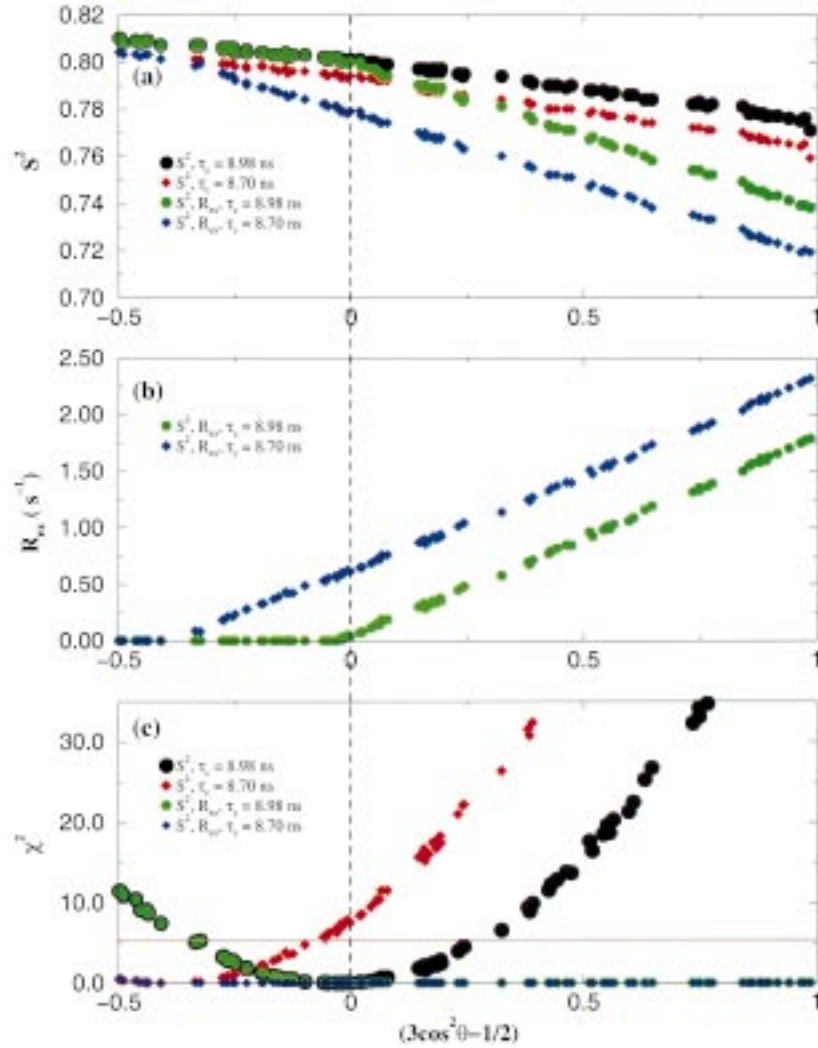 0.82
0.80
0.78
0.76
0.74
0.72
0.70
S²
(a)
S², τc = 8.98 ns
S², τc = 8.70 ns
S², Rex, τc = 8.98 ns
S², Rex, τc = 8.70 ns
−0.5 0 0.5 1
2.50
2.00
1.50
1.00
0.50
0.00
Rex (s⁻¹)
(b)
S², Rex, τc = 8.98 ns
S², Rex, τc = 8.70 ns
−0.5 0 0.5 1
30.0
20.0
10.0
0.0
χ²
(c)
S², τc = 8.98 ns
S², τc = 8.70 ns
S², Rex, τc = 8.98 ns
S², Rex, τc = 8.70 ns
−0.5 0 0.5 1
(3cos²θ−1/2)